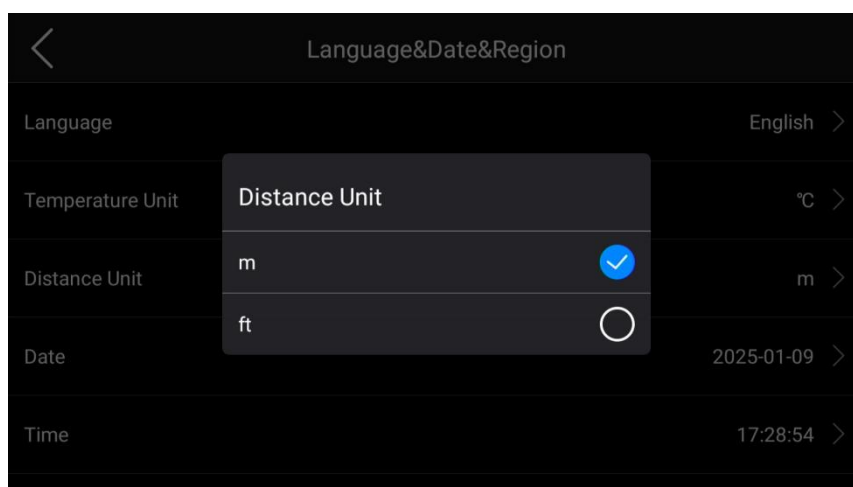 Language&Date&Region
Language English
Temperature Unit °C
Distance Unit
m
ft
Distance Unit m
Date 2025-01-09
Time 17:28:54